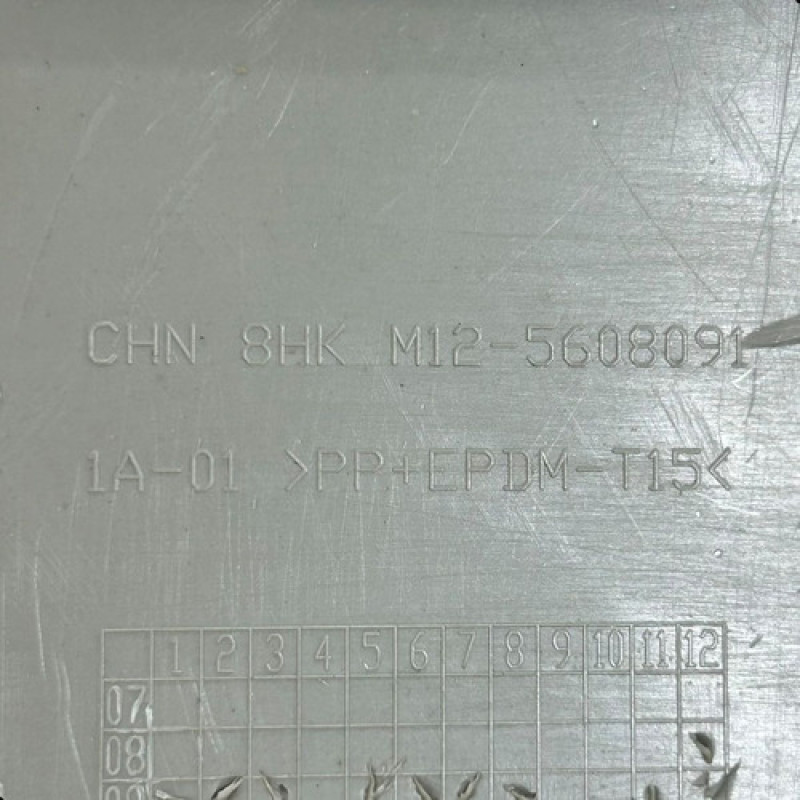 CHN 8HK M12-5608091
1A-01 >PP+EPDM-T15<
1 2 3 4 5 6 7 8 9 10 11 12
07
08